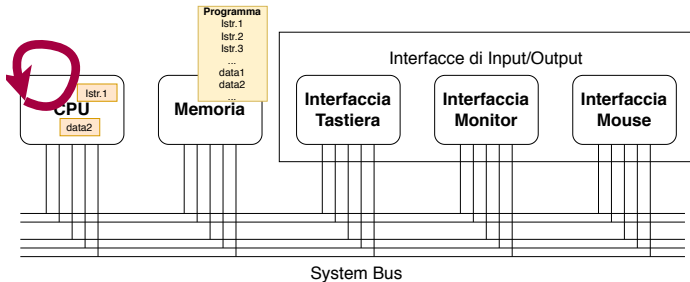 Programma
Istr.1
Istr.2
Istr.3
...
data1
data2
...
Interfacce di Input/Output
Istr.1
CPU
data2
Memoria
Interfaccia
Tastiera
Interfaccia
Monitor
Interfaccia
Mouse
System Bus